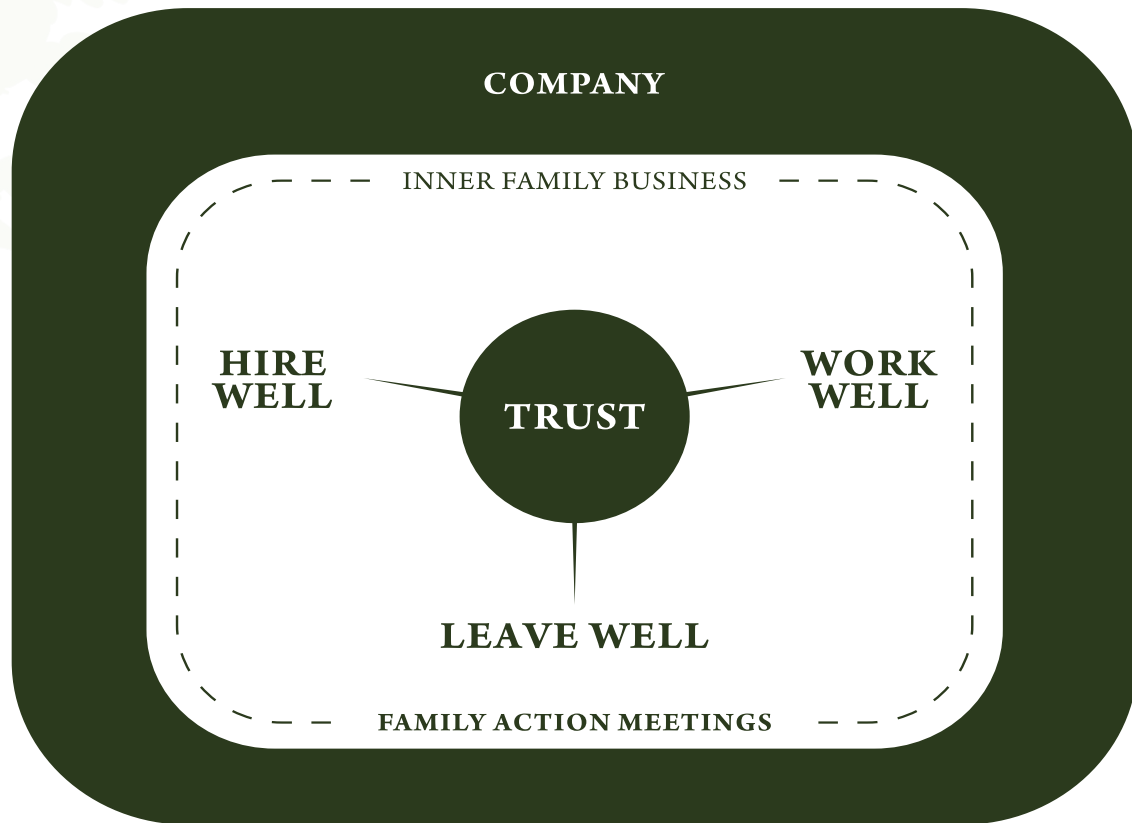 COMPANY
INNER FAMILY BUSINESS
HIRE
WELL
WORK
WELL
TRUST
LEAVE WELL
FAMILY ACTION MEETINGS